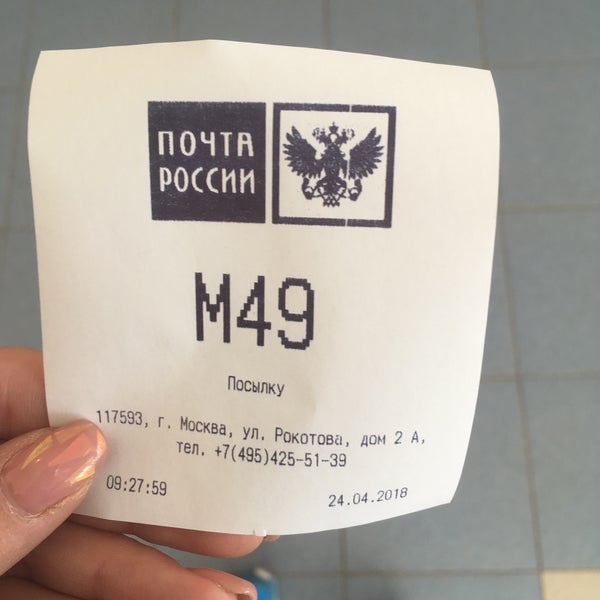 ПОЧТА
РОССИИ
М49
Посылку
117593, г. Москва, ул. Рокотова, дом 2 А,
тел. +7(495)425-51-39
09:27:59
24.04.2018